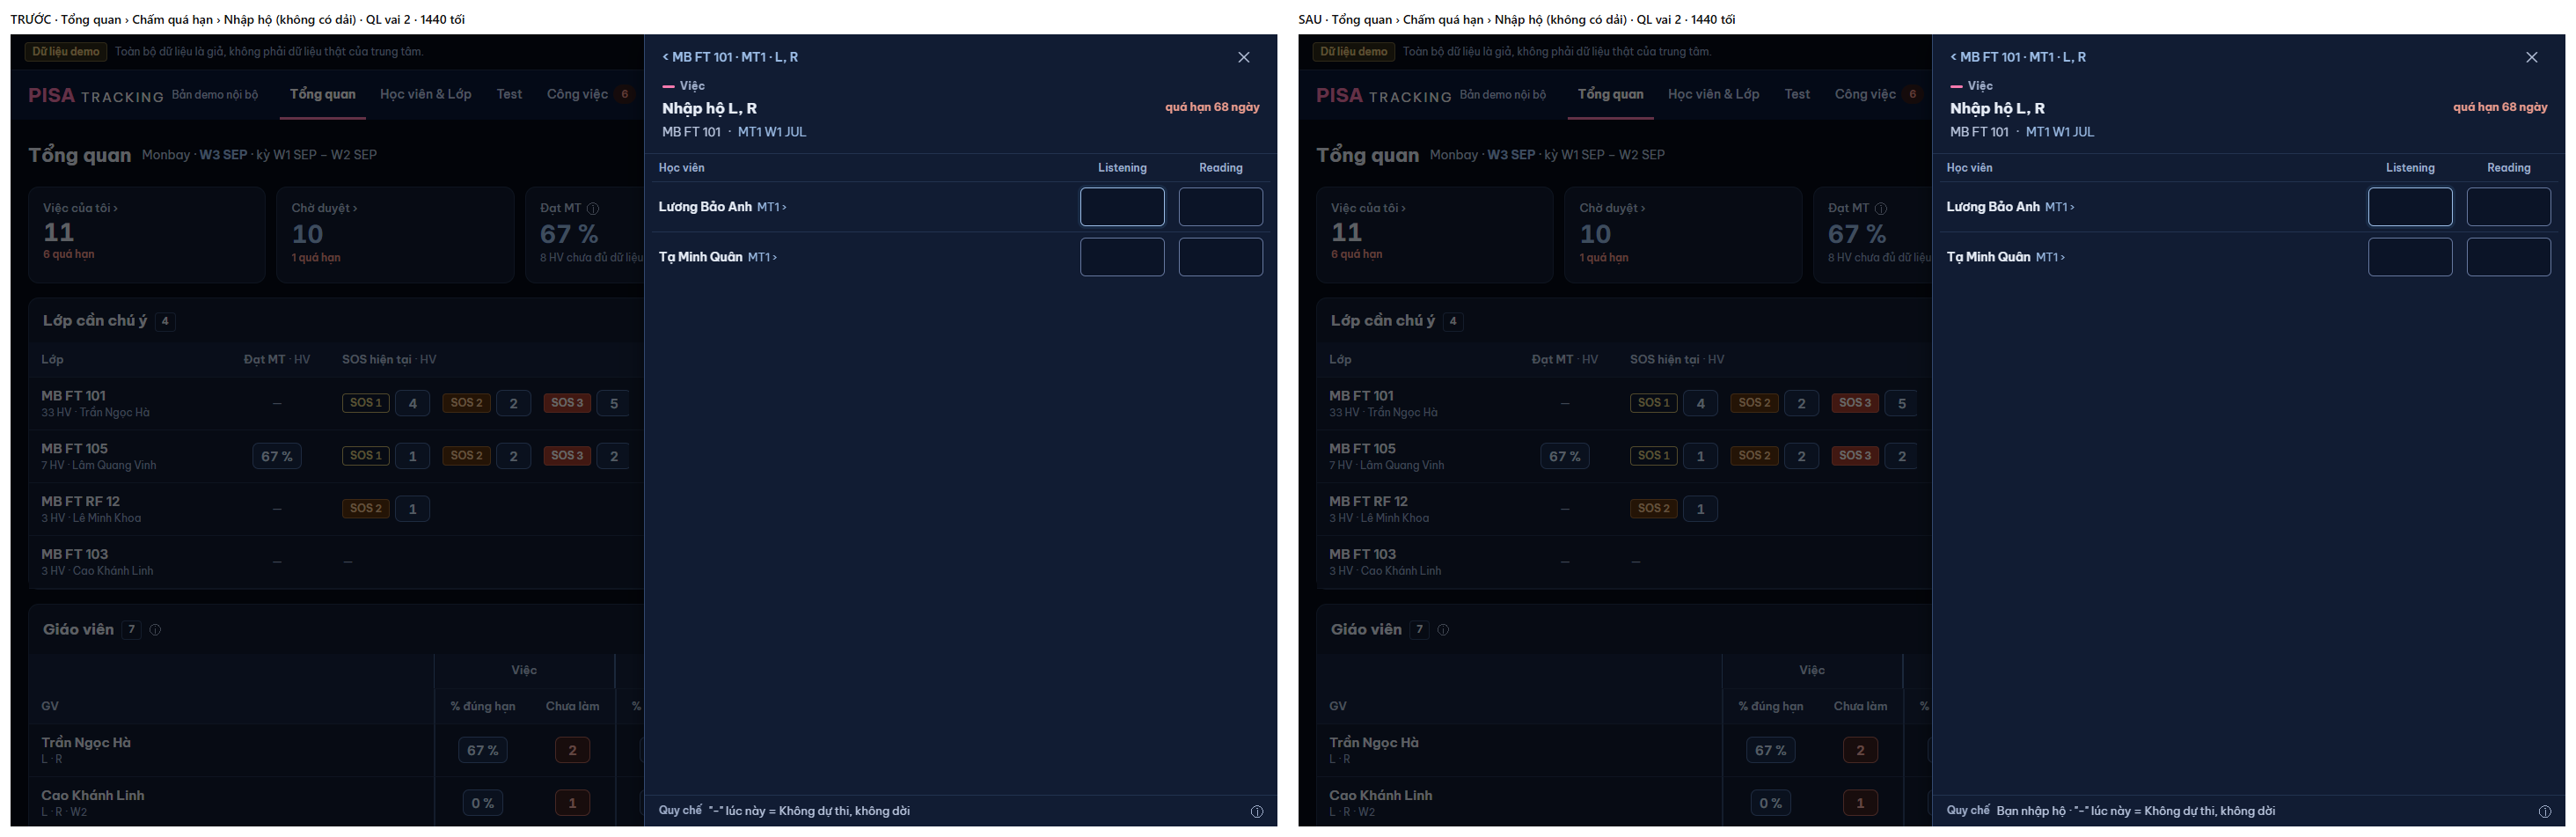 TRƯỚC · Tổng quan › Chấm quá hạn › Nhập hộ (không có dải) · QL vai 2 · 1440 tối
Dữ liệu demo Toàn bộ dữ liệu là giả, không phải dữ liệu thật của trung tâm.
PISA TRACKING Bản demo nội bộ Tổng quan Học viên & Lớp Test Công việc 6
Tổng quan Monbay · W3 SEP · kỳ W1 SEP – W2 SEP
Việc của tôi › Chờ duyệt › Đạt MT ⓘ
11 10 67 %
6 quá hạn 1 quá hạn 8 HV chưa đủ dữ liệu
Lớp cần chú ý 4
Lớp Đạt MT · HV SOS hiện tại · HV
MB FT 101 – SOS 1 4 SOS 2 2 SOS 3 5
33 HV · Trần Ngọc Hà
MB FT 105 67 % SOS 1 1 SOS 2 2 SOS 3 2
7 HV · Lâm Quang Vinh
MB FT RF 12 – SOS 2 1
3 HV · Lê Minh Khoa
MB FT 103 – –
3 HV · Cao Khánh Linh
Giáo viên 7 ⓘ
Việc
GV % đúng hạn Chưa làm %
Trần Ngọc Hà 67 % 2
L · R
Cao Khánh Linh 0 % 1
L · R · W2
‹ MB FT 101 · MT1 · L, R ×
Việc
Nhập hộ L, R quá hạn 68 ngày
MB FT 101 · MT1 W1 JUL
Học viên Listening Reading
Lương Bảo Anh MT1 ›
Tạ Minh Quân MT1 ›
Quy chế "-" lúc này = Không dự thi, không dời ⓘ
SAU · Tổng quan › Chấm quá hạn › Nhập hộ (không có dải) · QL vai 2 · 1440 tối
Dữ liệu demo Toàn bộ dữ liệu là giả, không phải dữ liệu thật của trung tâm.
PISA TRACKING Bản demo nội bộ Tổng quan Học viên & Lớp Test Công việc 6
Tổng quan Monbay · W3 SEP · kỳ W1 SEP – W2 SEP
Việc của tôi › Chờ duyệt › Đạt MT ⓘ
11 10 67 %
6 quá hạn 1 quá hạn 8 HV chưa đủ dữ liệu
Lớp cần chú ý 4
Lớp Đạt MT · HV SOS hiện tại · HV
MB FT 101 – SOS 1 4 SOS 2 2 SOS 3 5
33 HV · Trần Ngọc Hà
MB FT 105 67 % SOS 1 1 SOS 2 2 SOS 3 2
7 HV · Lâm Quang Vinh
MB FT RF 12 – SOS 2 1
3 HV · Lê Minh Khoa
MB FT 103 – –
3 HV · Cao Khánh Linh
Giáo viên 7 ⓘ
Việc
GV % đúng hạn Chưa làm %
Trần Ngọc Hà 67 % 2
L · R
Cao Khánh Linh 0 % 1
L · R · W2
‹ MB FT 101 · MT1 · L, R ×
Việc
Nhập hộ L, R quá hạn 68 ngày
MB FT 101 · MT1 W1 JUL
Học viên Listening Reading
Lương Bảo Anh MT1 ›
Tạ Minh Quân MT1 ›
Quy chế Bạn nhập hộ · "-" lúc này = Không dự thi, không dời ⓘ